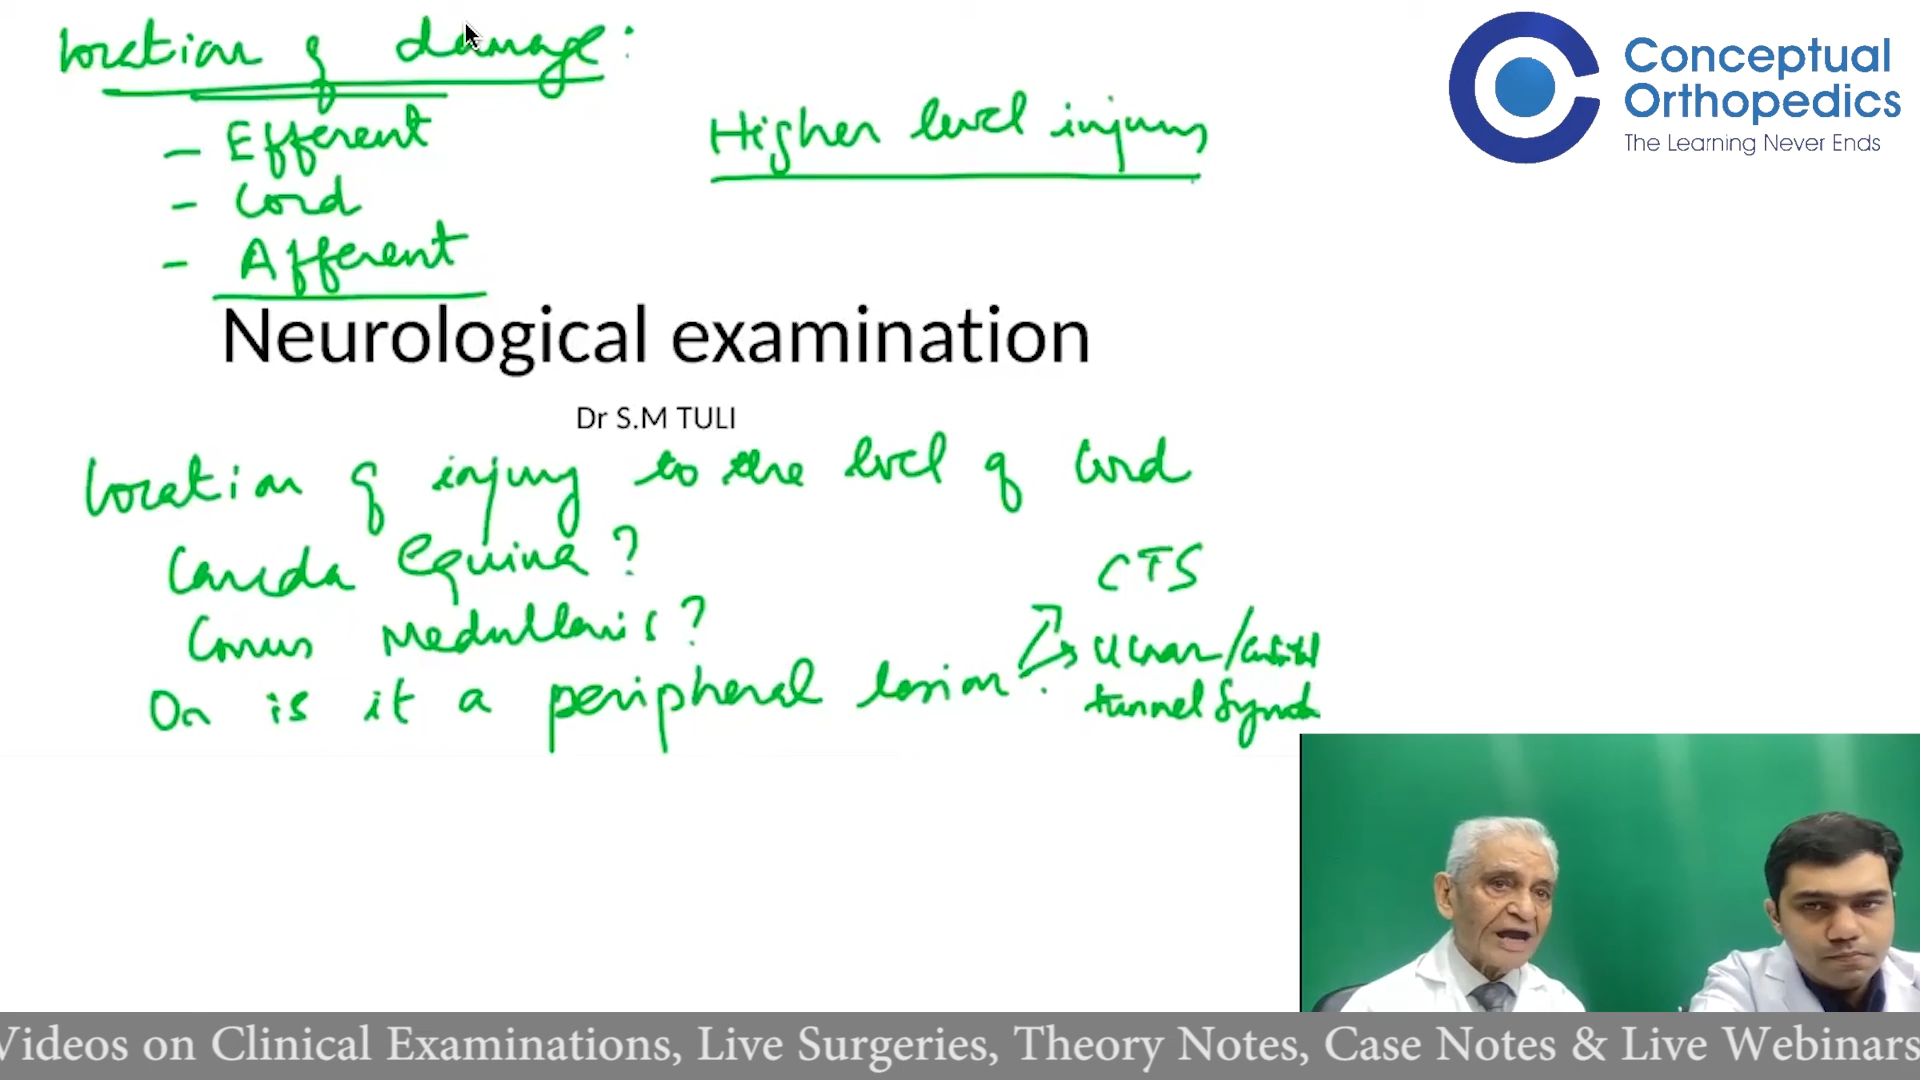 Location of damage:
- Efferent
- Cord
- Afferent
Higher level injury
Conceptual
Orthopedics
The Learning Never Ends
Neurological examination
Dr S.M TULI
Location of injury to the level of Cord
Cauda Equina?
Conus Medullaris?
Or is it a peripheral lesion
CTS
Ulnar/Cubital
tunnel Synd
Videos on Clinical Examinations, Live Surgeries, Theory Notes, Case Notes & Live Webinars